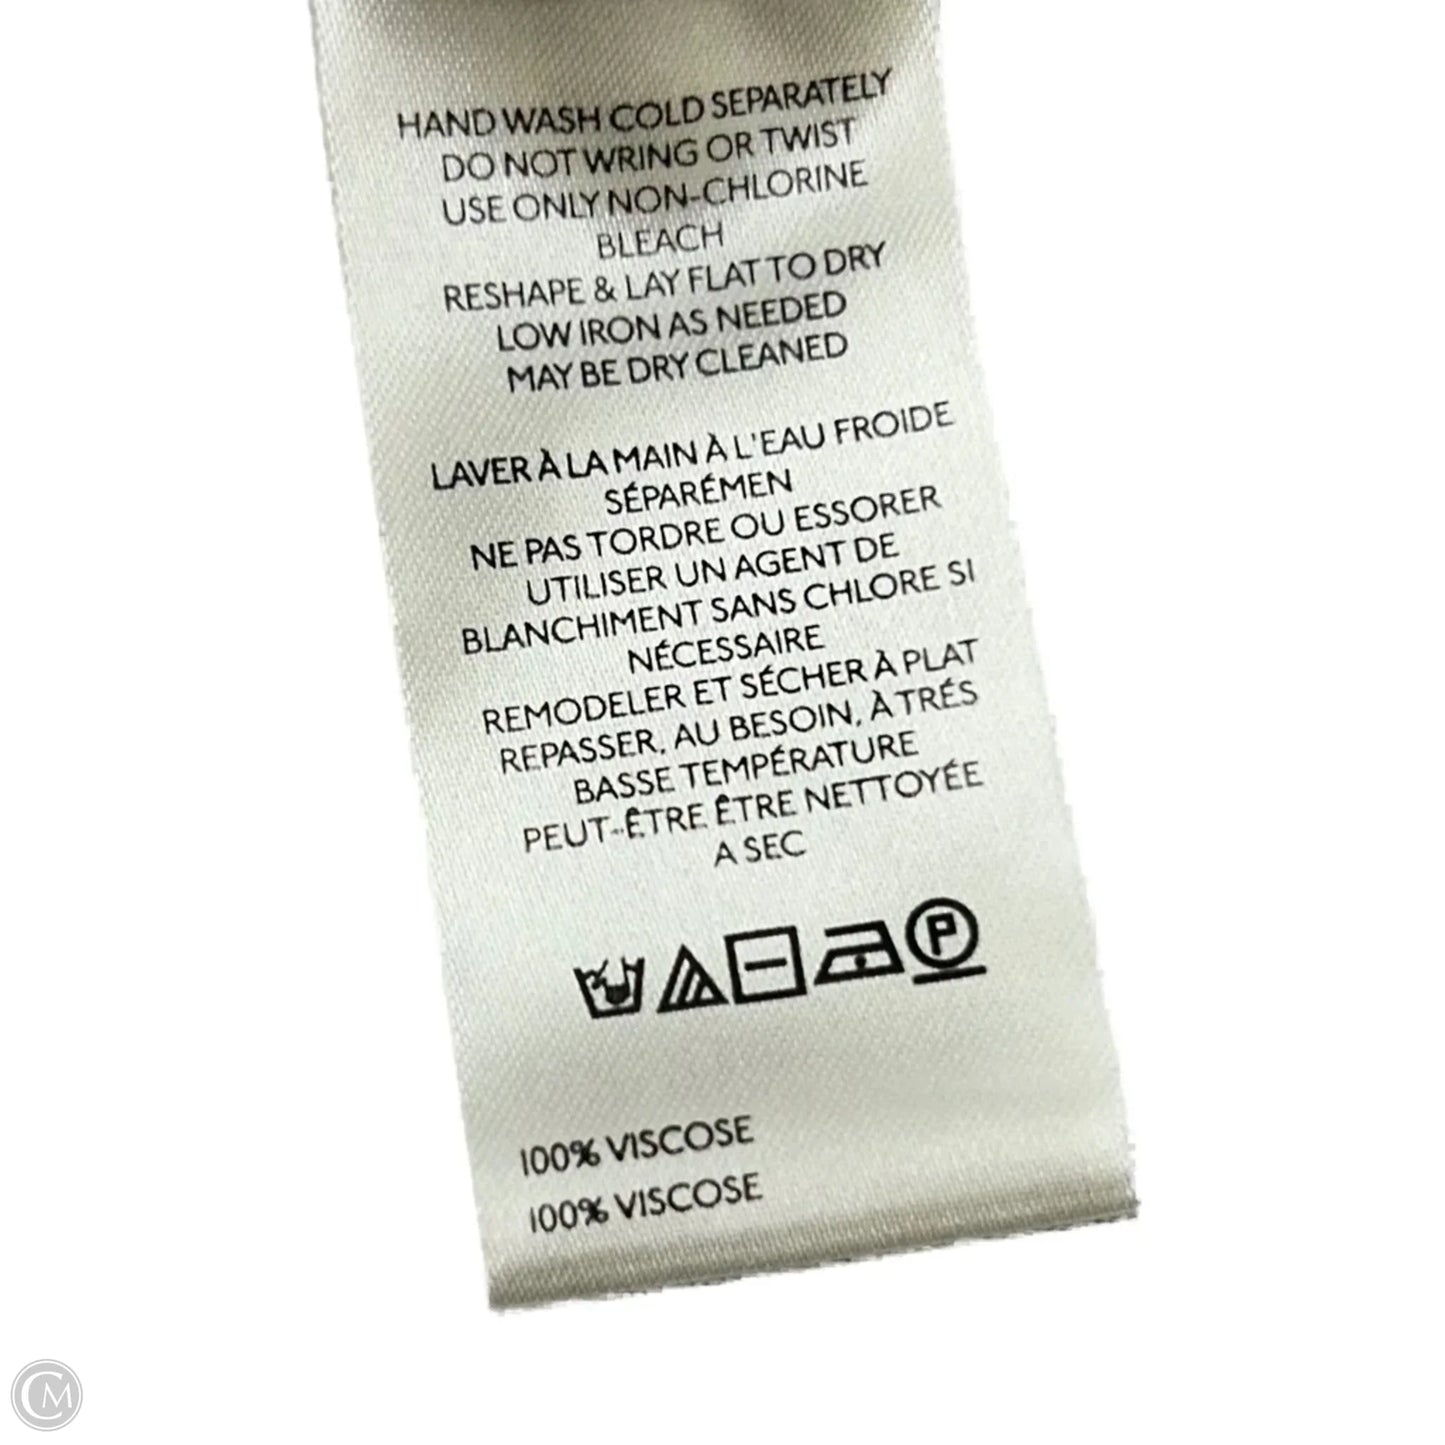 HAND WASH COLD SEPARATELY
DO NOT WRING OR TWIST
USE ONLY NON-CHLORINE
BLEACH
RESHAPE & LAY FLAT TO DRY
LOW IRON AS NEEDED
MAY BE DRY CLEANED
LAVER À LA MAIN À L'EAU FROIDE
SÉPARÉMEN
NE PAS TORDRE OU ESSORER
UTILISER UN AGENT DE
BLANCHIMENT SANS CHLORE SI
NÉCESSAIRE
REMODELER ET SÉCHER À PLAT
REPASSER, AU BESOIN, À TRÉS
BASSE TEMPÉRATURE
PEUT-ÊTRE ÊTRE NETTOYÉE
A SEC
P
100% VISCOSE
100% VISCOSE
CM